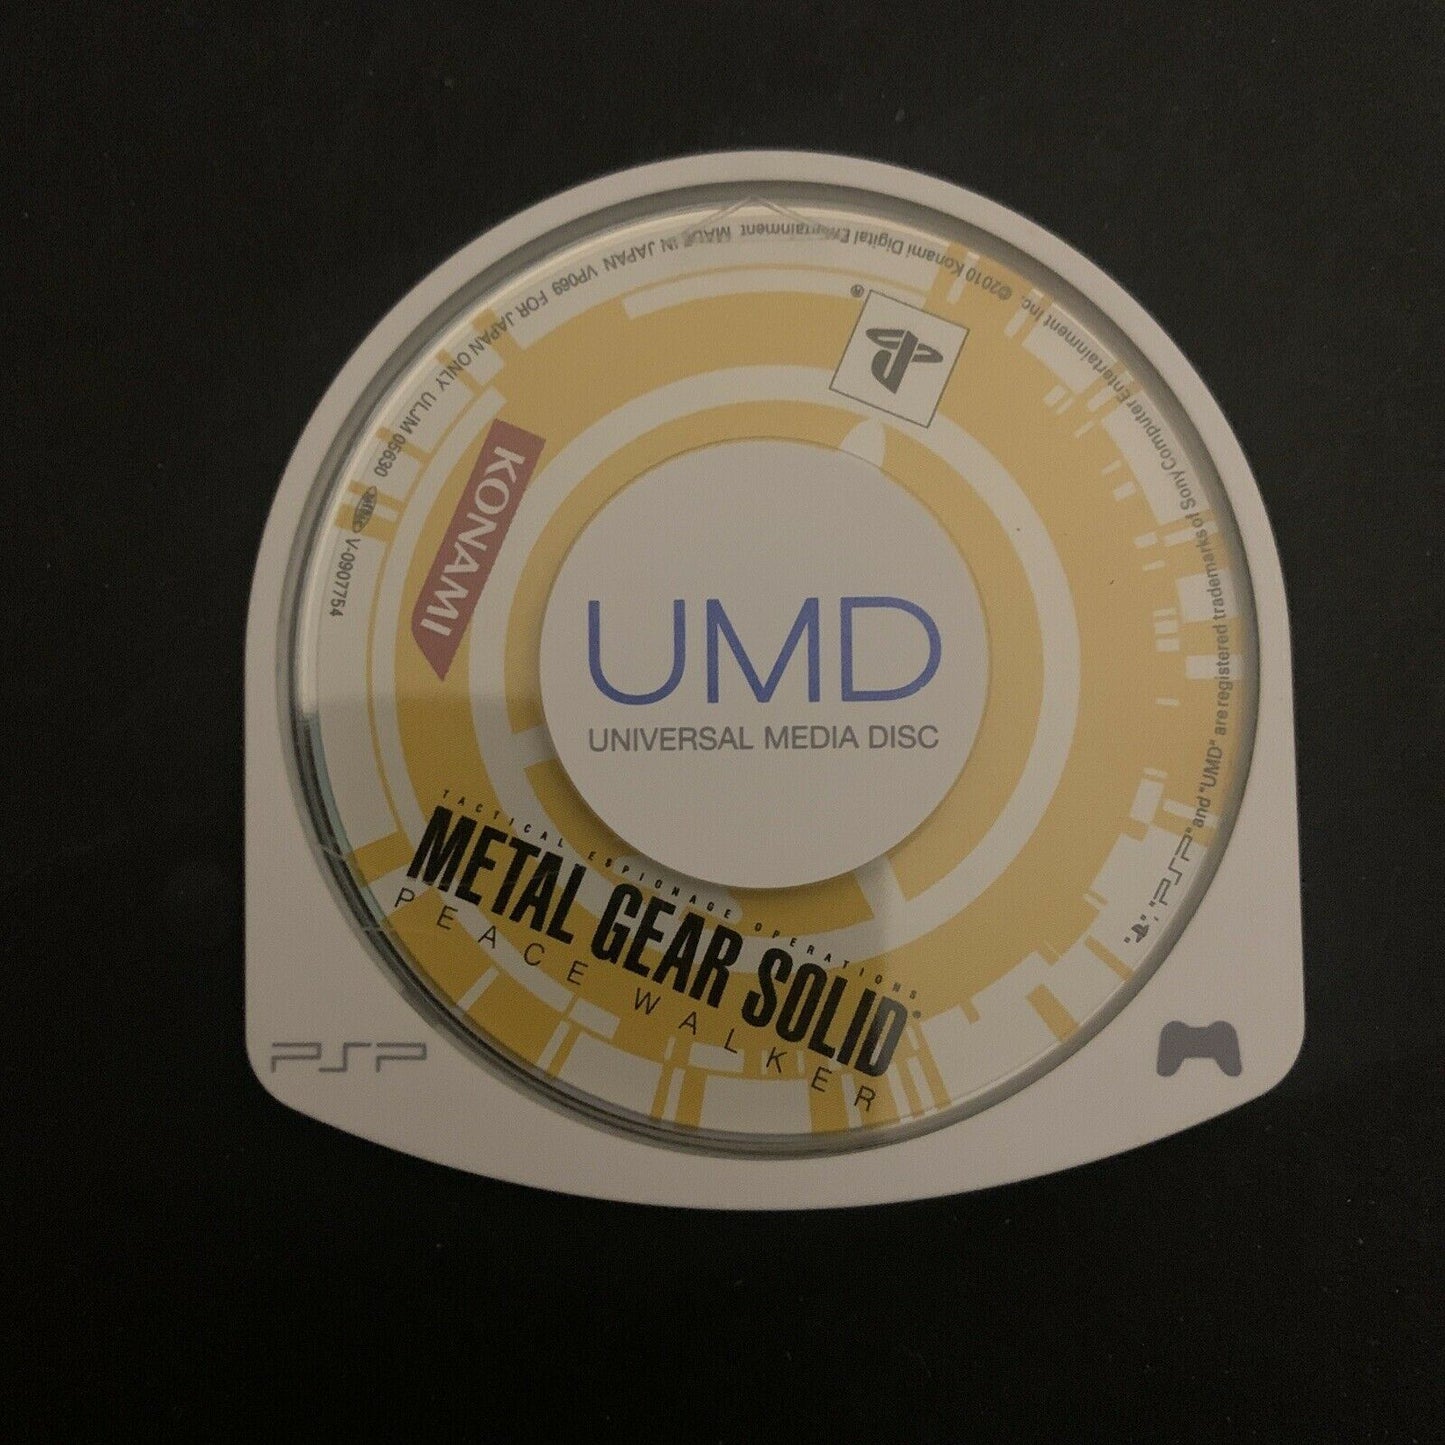 UMD
UNIVERSAL MEDIA DISC
KONAMI
TACTICAL ESPIONAGE OPERATIONS
METAL GEAR SOLID®
PEACE WALKER
PSP
®
"PSP" and "UMD" are registered trademarks of Sony Computer Entertainment Inc. ©2010 Konami Digital Entertainment MADE IN JAPAN VP069 FOR JAPAN ONLY ULJM 05630
V-0907754